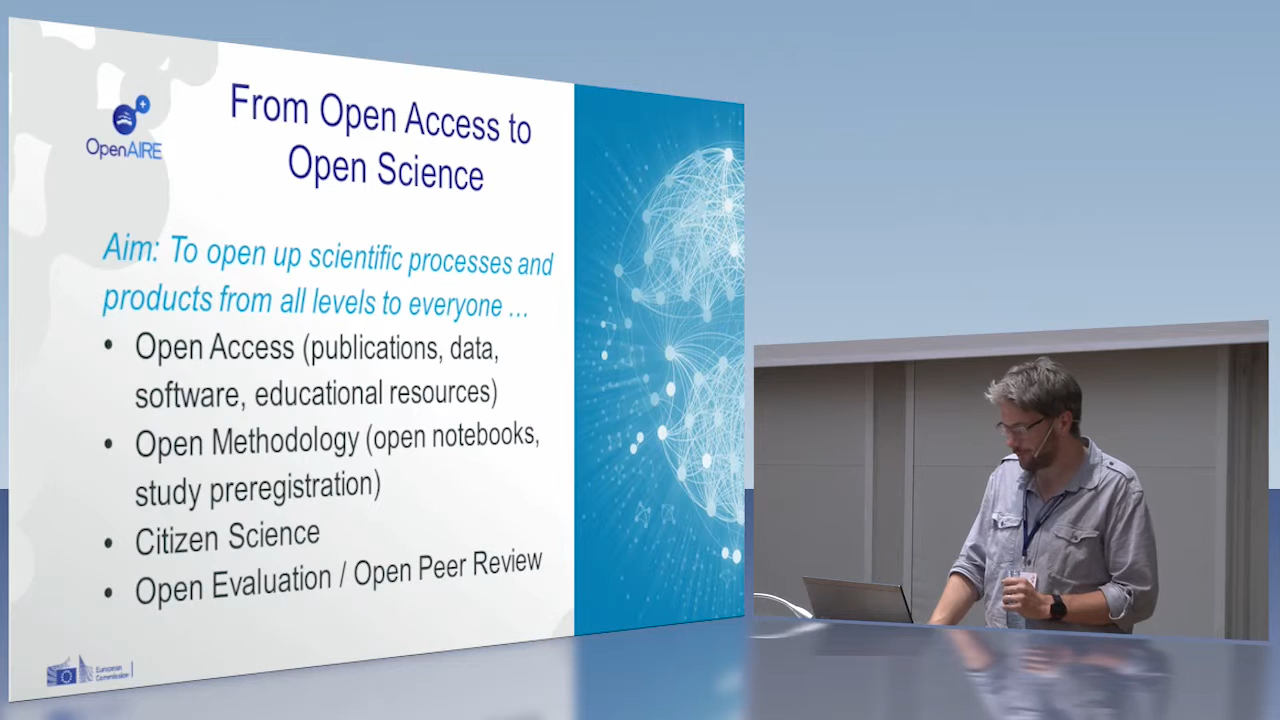 OpenAIRE
From Open Access to
Open Science
Aim: To open up scientific processes and
products from all levels to everyone ...
• Open Access (publications, data,
software, educational resources)
• Open Methodology (open notebooks,
study preregistration)
• Citizen Science
• Open Evaluation / Open Peer Review
European
Commission